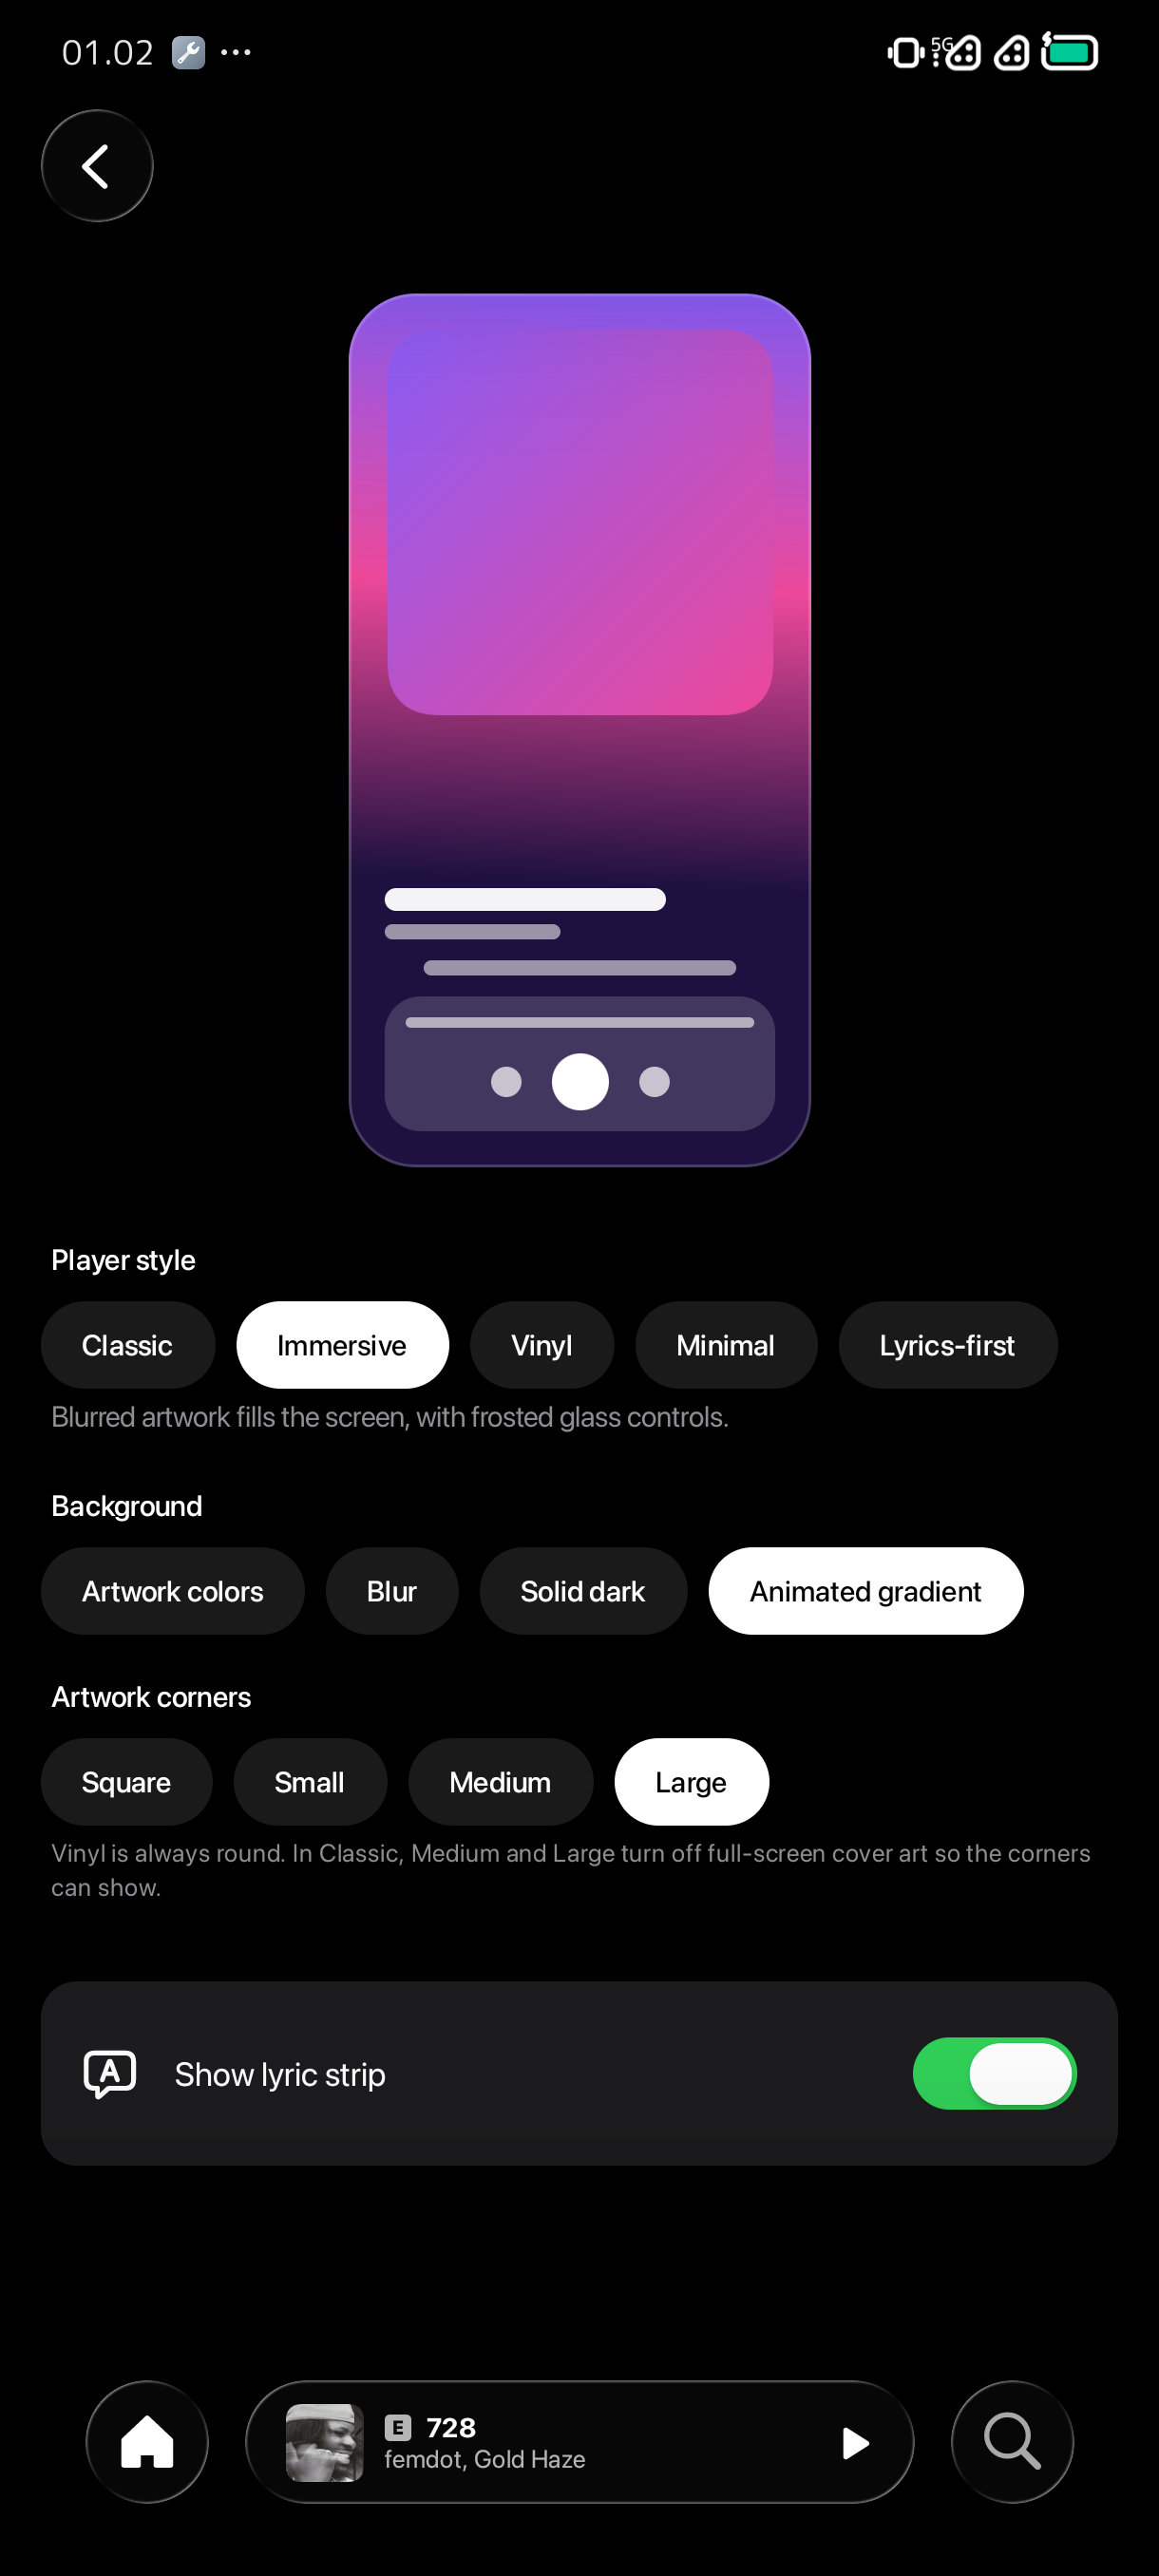 01.02
5G
Player style
Classic Immersive Vinyl Minimal Lyrics-first
Blurred artwork fills the screen, with frosted glass controls.
Background
Artwork colors Blur Solid dark Animated gradient
Artwork corners
Square Small Medium Large
Vinyl is always round. In Classic, Medium and Large turn off full-screen cover art so the corners
can show.
A Show lyric strip
E 728
femdot, Gold Haze